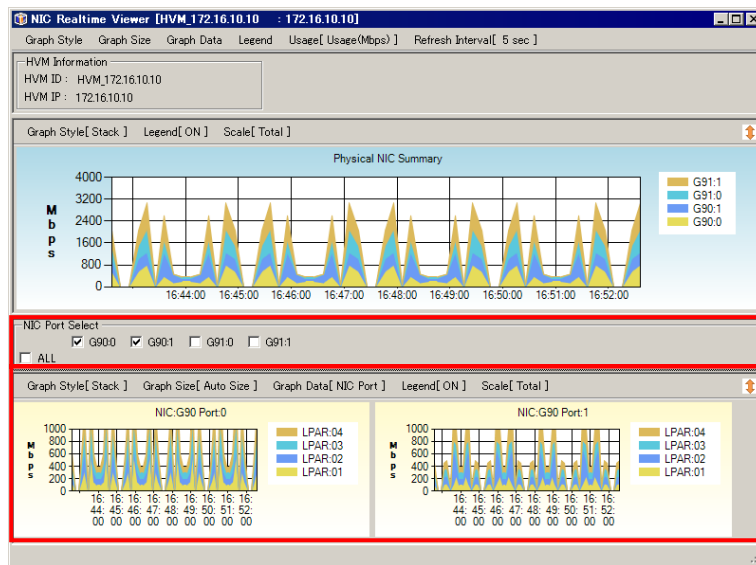 NIC Realtime Viewer [HVM_172.16.10.10 : 172.16.10.10]
Graph Style Graph Size Graph Data Legend Usage[ Usage(Mbps) ] Refresh Interval[ 5 sec ]
HVM Information
HVM ID : HVM_172.16.10.10
HVM IP : 172.16.10.10
Graph Style[ Stack ] Legend[ ON ] Scale[ Total ]
Physical NIC Summary
Mbps
4000
3200
2400
1600
800
0
16:44:00 16:45:00 16:46:00 16:47:00 16:48:00 16:49:00 16:50:00 16:51:00 16:52:00
G91:1
G91:0
G90:1
G90:0
NIC Port Select
G90:0 G90:1 G91:0 G91:1
ALL
Graph Style[ Stack ] Graph Size[ Auto Size ] Graph Data[ NIC Port ] Legend[ ON ] Scale[ Total ]
NIC:G90 Port:0
Mbps
1000
800
600
400
200
0
16:44:00 16:45:00 16:46:00 16:47:00 16:48:00 16:49:00 16:50:00 16:51:00 16:52:00
LPAR:04
LPAR:03
LPAR:02
LPAR:01
NIC:G90 Port:1
Mbps
1000
800
600
400
200
0
16:44:00 16:45:00 16:46:00 16:47:00 16:48:00 16:49:00 16:50:00 16:51:00 16:52:00
LPAR:04
LPAR:03
LPAR:02
LPAR:01